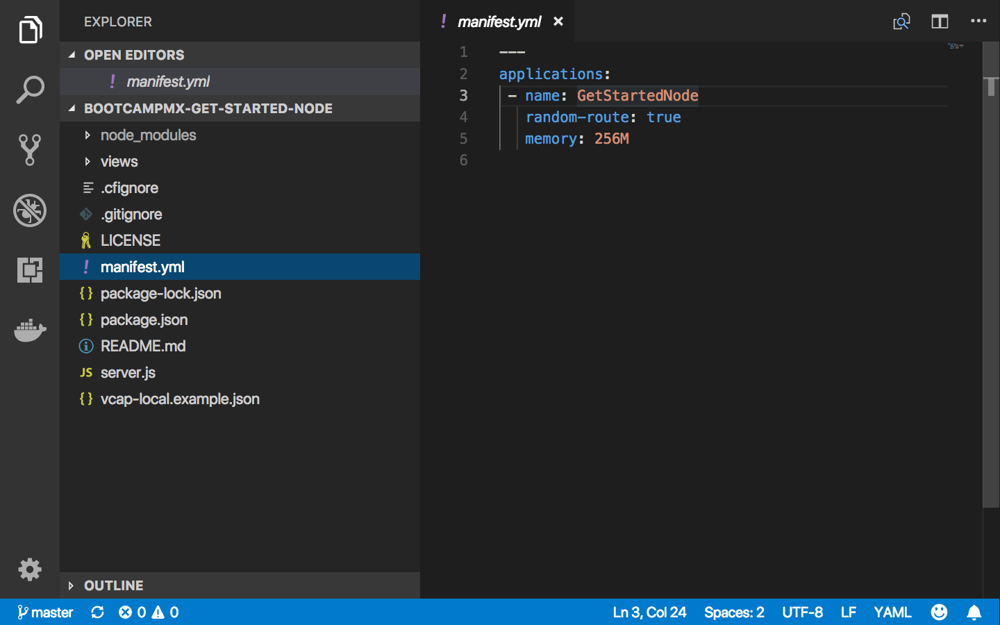 EXPLORER
OPEN EDITORS
! manifest.yml
BOOTCAMPMX-GET-STARTED-NODE
node_modules
views
.cfignore
.gitignore
LICENSE
! manifest.yml
{ } package-lock.json
{ } package.json
README.md
JS server.js
{ } vcap-local.example.json
OUTLINE
! manifest.yml ×
1 ---
2 applications:
3 - name: GetStartedNode
4 random-route: true
5 memory: 256M
6
master 0 0 Ln 3, Col 24 Spaces: 2 UTF-8 LF YAML